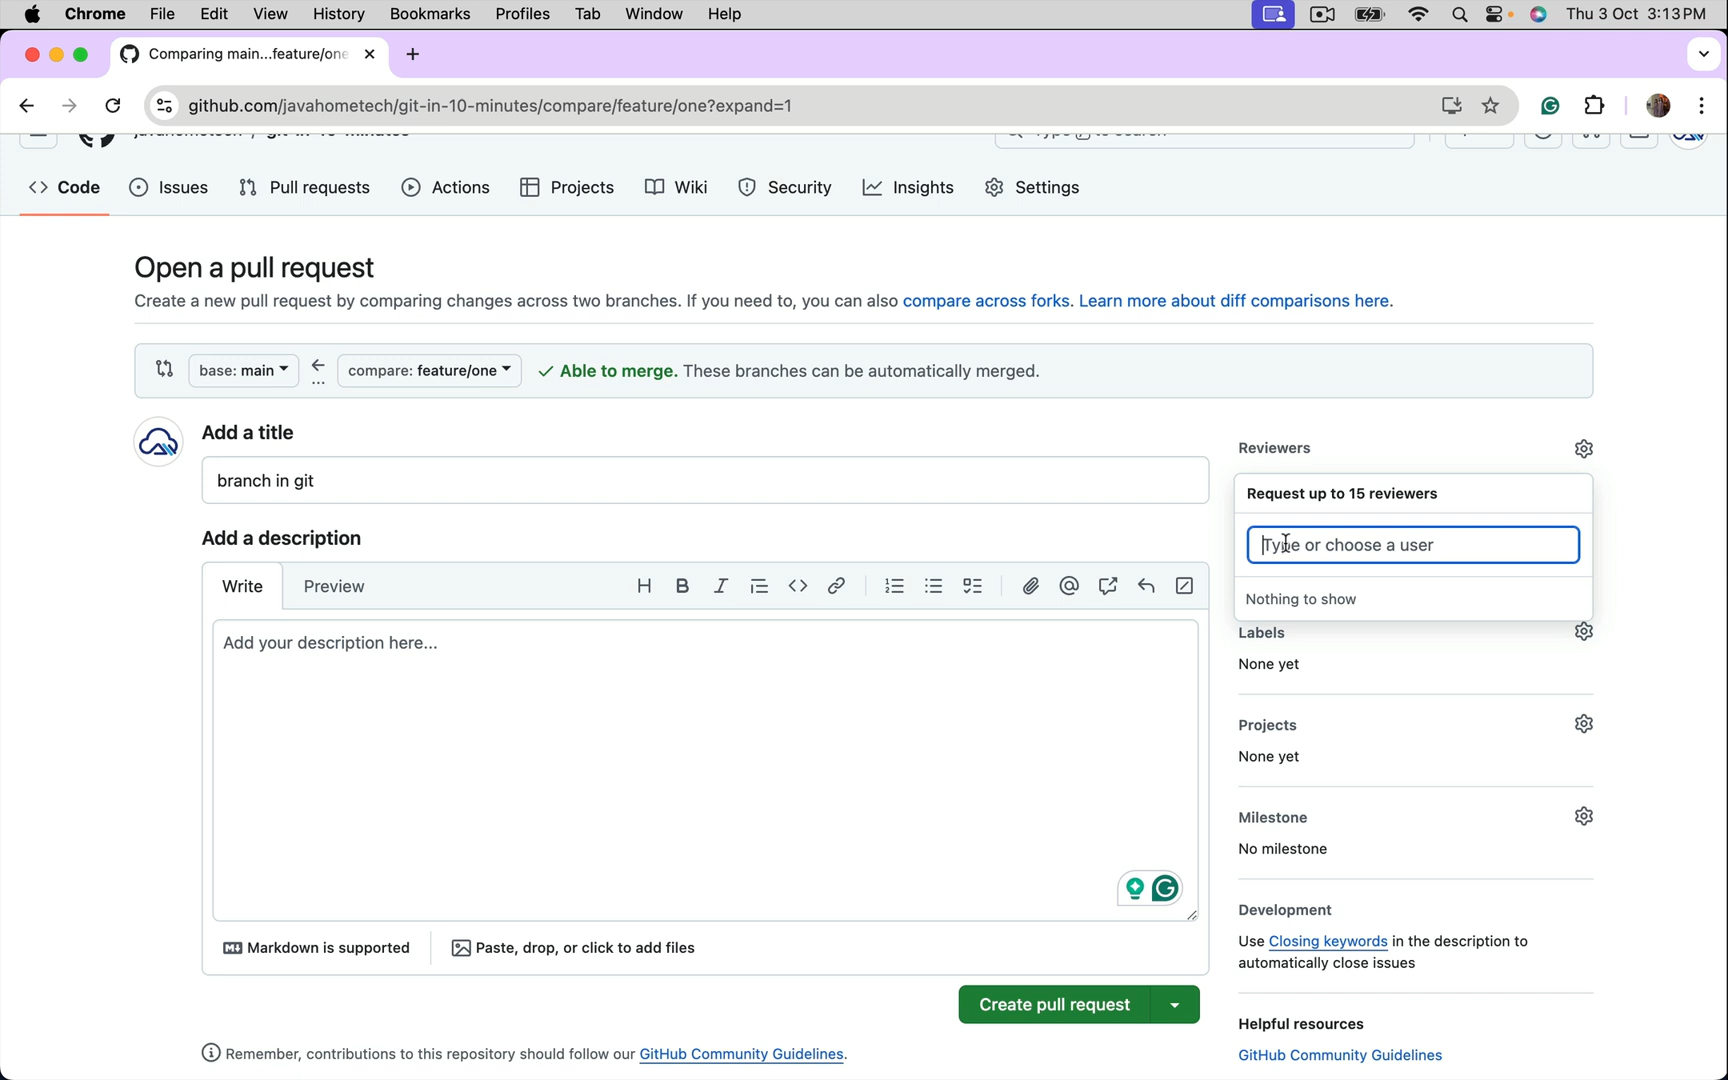 Chrome File Edit View History Bookmarks Profiles Tab Window Help Thu 3 Oct 3:13 PM
Comparing main...feature/one
github.com/javahometech/git-in-10-minutes/compare/feature/one?expand=1
Code Issues Pull requests Actions Projects Wiki Security Insights Settings
Open a pull request
Create a new pull request by comparing changes across two branches. If you need to, you can also compare across forks. Learn more about diff comparisons here.
base: main ... compare: feature/one Able to merge. These branches can be automatically merged.
Add a title
branch in git
Add a description
Write Preview
Add your description here...
Markdown is supported Paste, drop, or click to add files
Create pull request
Remember, contributions to this repository should follow our GitHub Community Guidelines.
Reviewers
Request up to 15 reviewers
Type or choose a user
Nothing to show
Labels
None yet
Projects
None yet
Milestone
No milestone
Development
Use Closing keywords in the description to
automatically close issues
Helpful resources
GitHub Community Guidelines